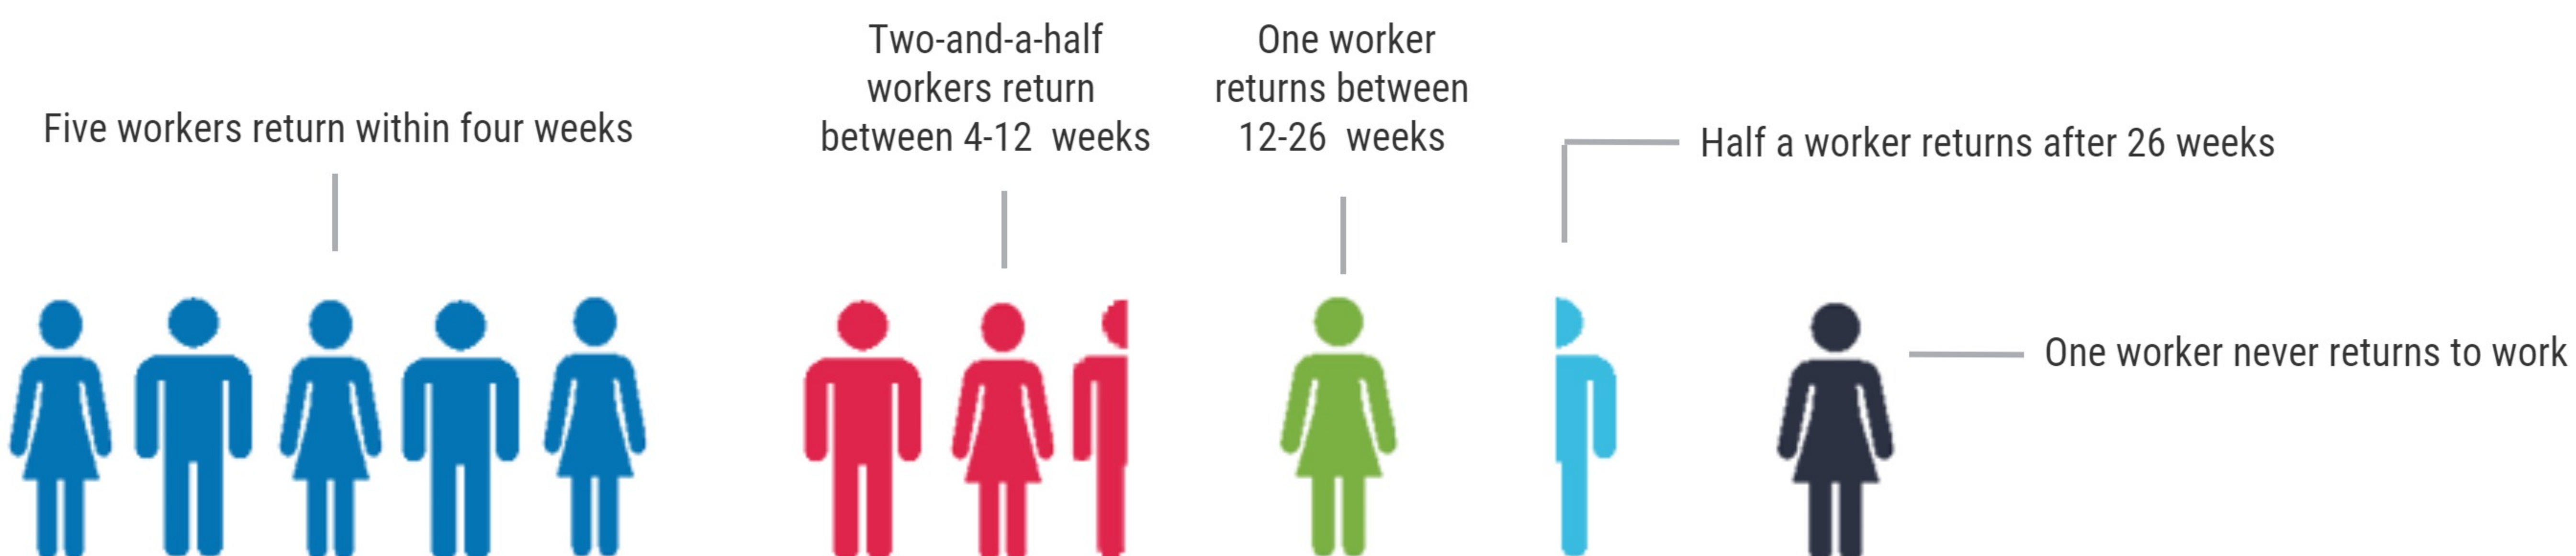 Five workers return within four weeks
Two-and-a-half
workers return
between 4-12 weeks
One worker
returns between
12-26 weeks
Half a worker returns after 26 weeks
One worker never returns to work